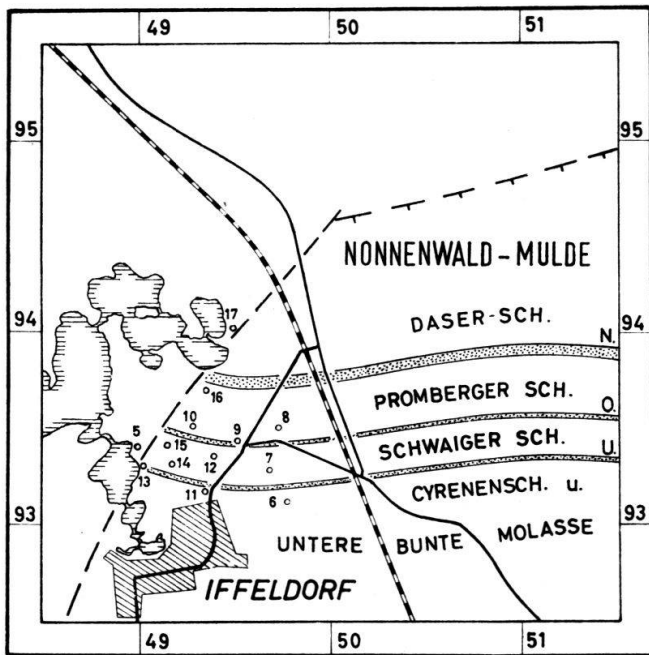 49 50 51
95 95
NONNENWALD-MULDE
17
94 DASER-SCH. 94
N.
16 PROMBERGER SCH.
10 8 O.
5 15 9 SCHWAIGER SCH.
13 14 12 7 U.
11 6 CYRENENSCH. u.
93 UNTERE BUNTE MOLASSE 93
IFFELDORF
49 50 51